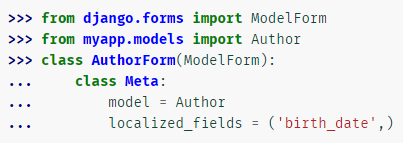 >>> from django.forms import ModelForm
>>> from myapp.models import Author
>>> class AuthorForm(ModelForm):
...     class Meta:
...         model = Author
...         localized_fields = ('birth_date',)